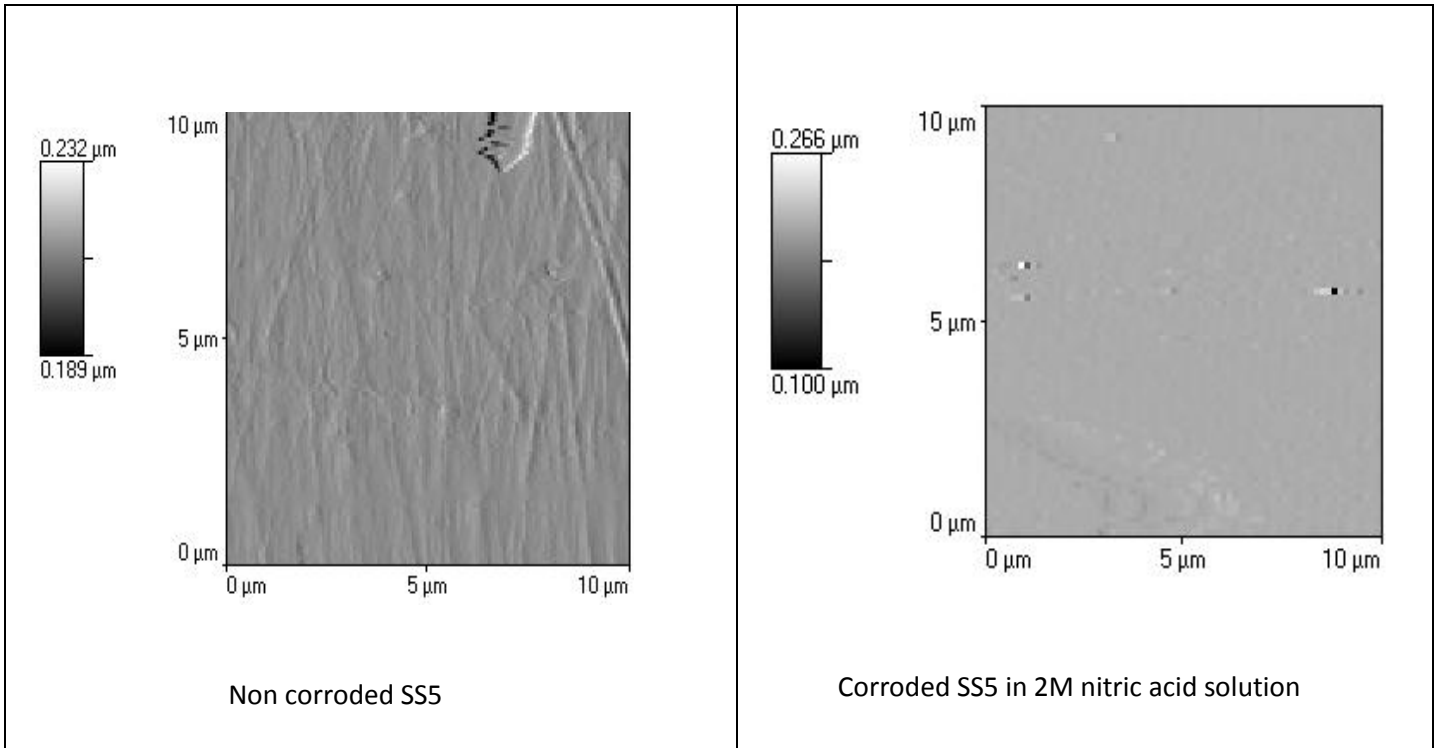 10 µm
0.232 µm
5 µm
0.189 µm
0 µm
0 µm 5 µm 10 µm
Non corroded SS5
10 µm
0.266 µm
5 µm
0.100 µm
0 µm
0 µm 5 µm 10 µm
Corroded SS5 in 2M nitric acid solution